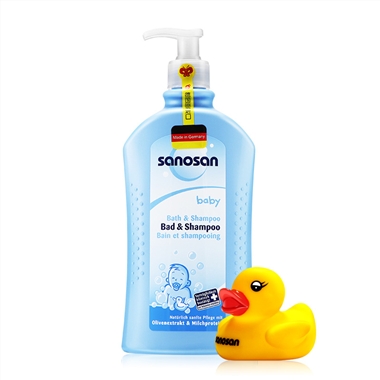 Made in Germany
sanosan
baby
Bath & Shampoo
Bad & Shampoo
Bain et shampooing
Natürlich sanfte Pflege mit
Olivenextrakt & Milchprotein
sanosan